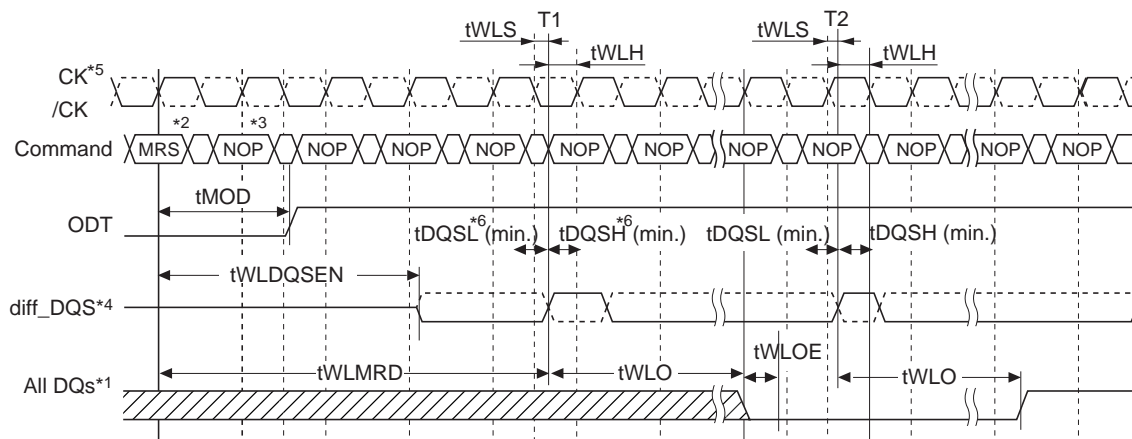 T1 T2
tWLS tWLS
tWLH tWLH
CK*5
/CK
*2 *3
Command MRS NOP NOP NOP NOP NOP NOP NOP NOP NOP NOP NOP
tMOD
ODT
tDQSL*6 (min.) tDQSH*6 (min.) tDQSL (min.) tDQSH (min.)
tWLDQSEN
diff_DQS*4
tWLOE
tWLMRD tWLO tWLO
All DQs*1